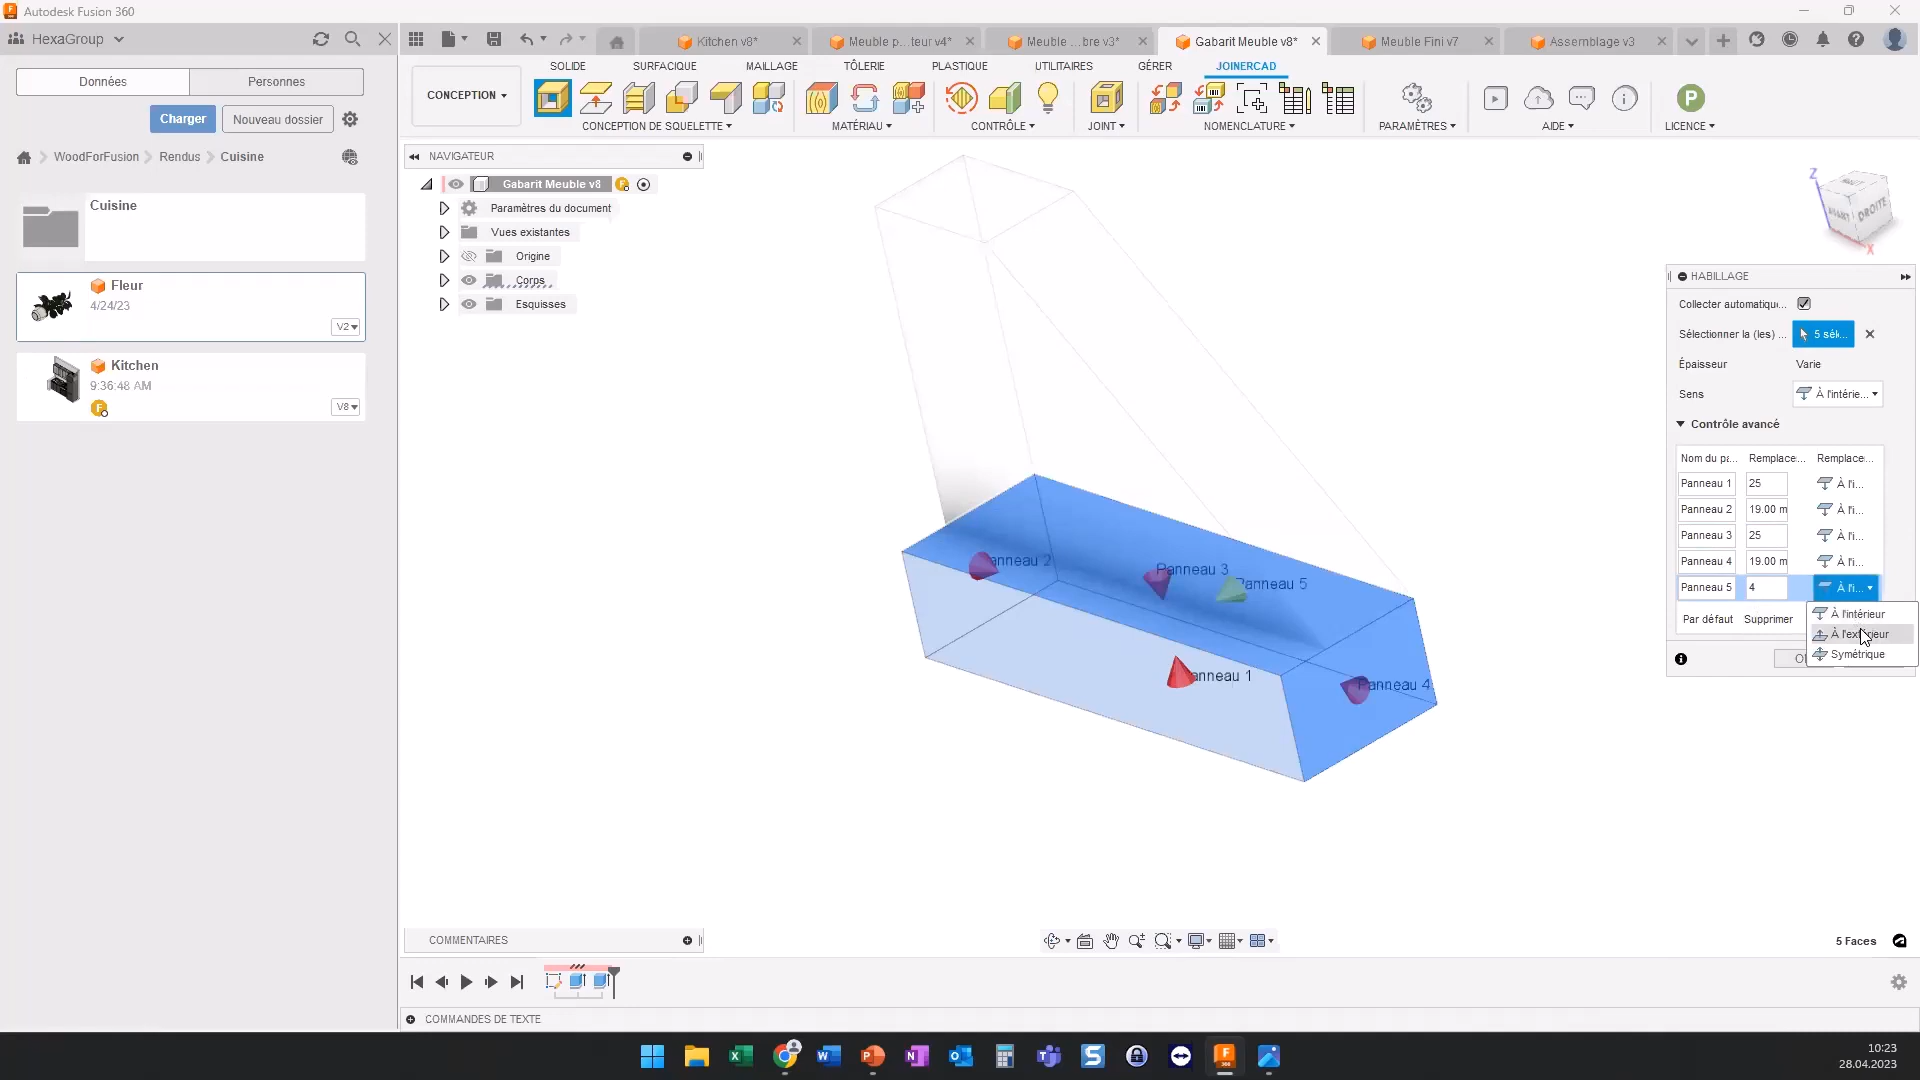 Autodesk Fusion 360
HexaGroup
Données
Personnes
Charger
Nouveau dossier
WoodForFusion
Rendus
Cuisine
Cuisine
Fleur
4/24/23
V2
Kitchen
9:36:48 AM
V8
Kitchen v8*
Meuble p...teur v4*
Meuble ...bre v3*
Gabarit Meuble v8*
Meuble Fini v7
Assemblage v3
SOLIDE
SURFACIQUE
MAILLAGE
TÔLERIE
PLASTIQUE
UTILITAIRES
GÉRER
JOINERCAD
CONCEPTION
CONCEPTION DE SQUELETTE
MATÉRIAU
CONTRÔLE
JOINT
NOMENCLATURE
PARAMÈTRES
AIDE
LICENCE
NAVIGATEUR
Gabarit Meuble v8
Paramètres du document
Vues existantes
Origine
Corps
Esquisses
Z
AVANT
DROITE
X
HABILLAGE
Collecter automatiqu...
Sélectionner la (les) ...
5 sél...
Épaisseur
Varie
Sens
À l'intérie...
Contrôle avancé
Nom du pa...
Remplace...
Remplace...
Panneau 1
25
À l'i...
Panneau 2
19.00 m
À l'i...
Panneau 3
25
À l'i...
Panneau 4
19.00 m
À l'i...
Panneau 5
4
À l'i...
Par défaut
Supprimer
À l'intérieur
À l'extérieur
Symétrique
anneau 2
Panneau 3
Panneau 5
anneau 1
Panneau 4
COMMENTAIRES
5 Faces
COMMANDES DE TEXTE
10:23
28.04.2023